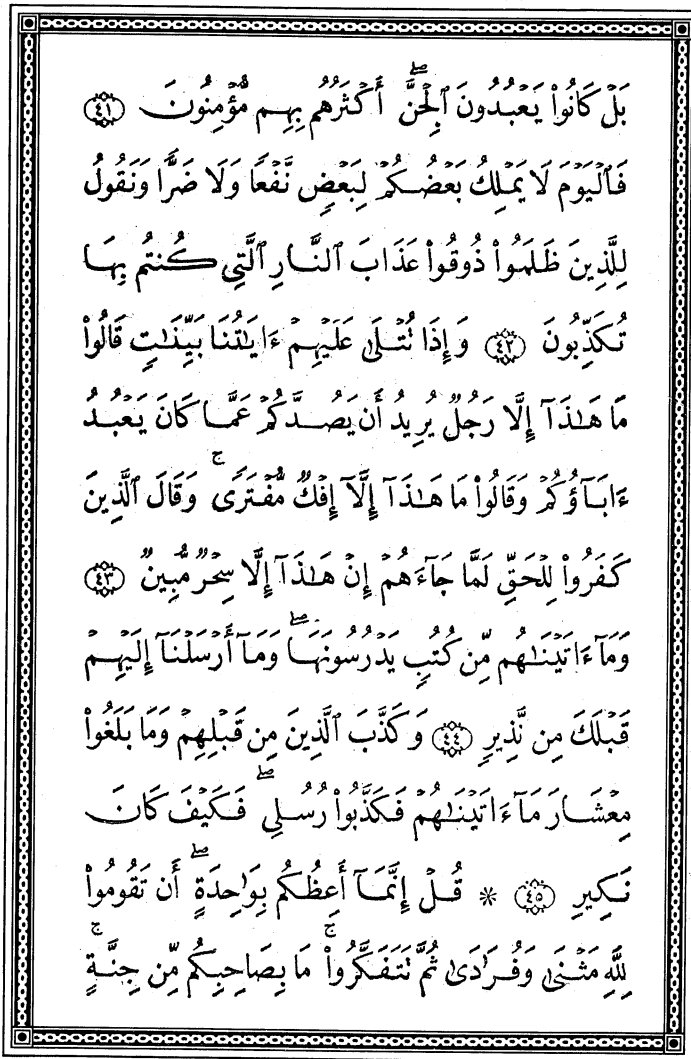 بَلْ كَانُوا۟ يَعْبُدُونَ ٱلْجِنَّ ۖ أَكْثَرُهُم بِهِم مُّؤْمِنُونَ ﴿٤١﴾
فَٱلْيَوْمَ لَا يَمْلِكُ بَعْضُكُمْ لِبَعْضٍ نَّفْعًا وَلَا ضَرًّا وَنَقُولُ
لِلَّذِينَ ظَلَمُوا۟ ذُوقُوا۟ عَذَابَ ٱلنَّارِ ٱلَّتِى كُنتُم بِهَا
تُكَذِّبُونَ ﴿٤٢﴾ وَإِذَا تُتْلَىٰ عَلَيْهِمْ ءَايَـٰتُنَا بَيِّنَـٰتٍ قَالُوا۟
مَا هَـٰذَآ إِلَّا رَجُلٌ يُرِيدُ أَن يَصُدَّكُمْ عَمَّا كَانَ يَعْبُدُ
ءَابَآؤُكُمْ وَقَالُوا۟ مَا هَـٰذَآ إِلَّآ إِفْكٌ مُّفْتَرًى ۚ وَقَالَ ٱلَّذِينَ
كَفَرُوا۟ لِلْحَقِّ لَمَّا جَآءَهُمْ إِنْ هَـٰذَآ إِلَّا سِحْرٌ مُّبِينٌ ﴿٤٣﴾
وَمَآ ءَاتَيْنَـٰهُم مِّن كُتُبٍ يَدْرُسُونَهَا ۖ وَمَآ أَرْسَلْنَآ إِلَيْهِمْ
قَبْلَكَ مِن نَّذِيرٍ ﴿٤٤﴾ وَكَذَّبَ ٱلَّذِينَ مِن قَبْلِهِمْ وَمَا بَلَغُوا۟
مِعْشَارَ مَآ ءَاتَيْنَـٰهُمْ فَكَذَّبُوا۟ رُسُلِى ۖ فَكَيْفَ كَانَ
نَكِيرِ ﴿٤٥﴾ * قُلْ إِنَّمَآ أَعِظُكُم بِوَٰحِدَةٍ ۖ أَن تَقُومُوا۟
لِلَّهِ مَثْنَىٰ وَفُرَٰدَىٰ ثُمَّ تَتَفَكَّرُوا۟ ۚ مَا بِصَاحِبِكُم مِّن جِنَّةٍ ۚ